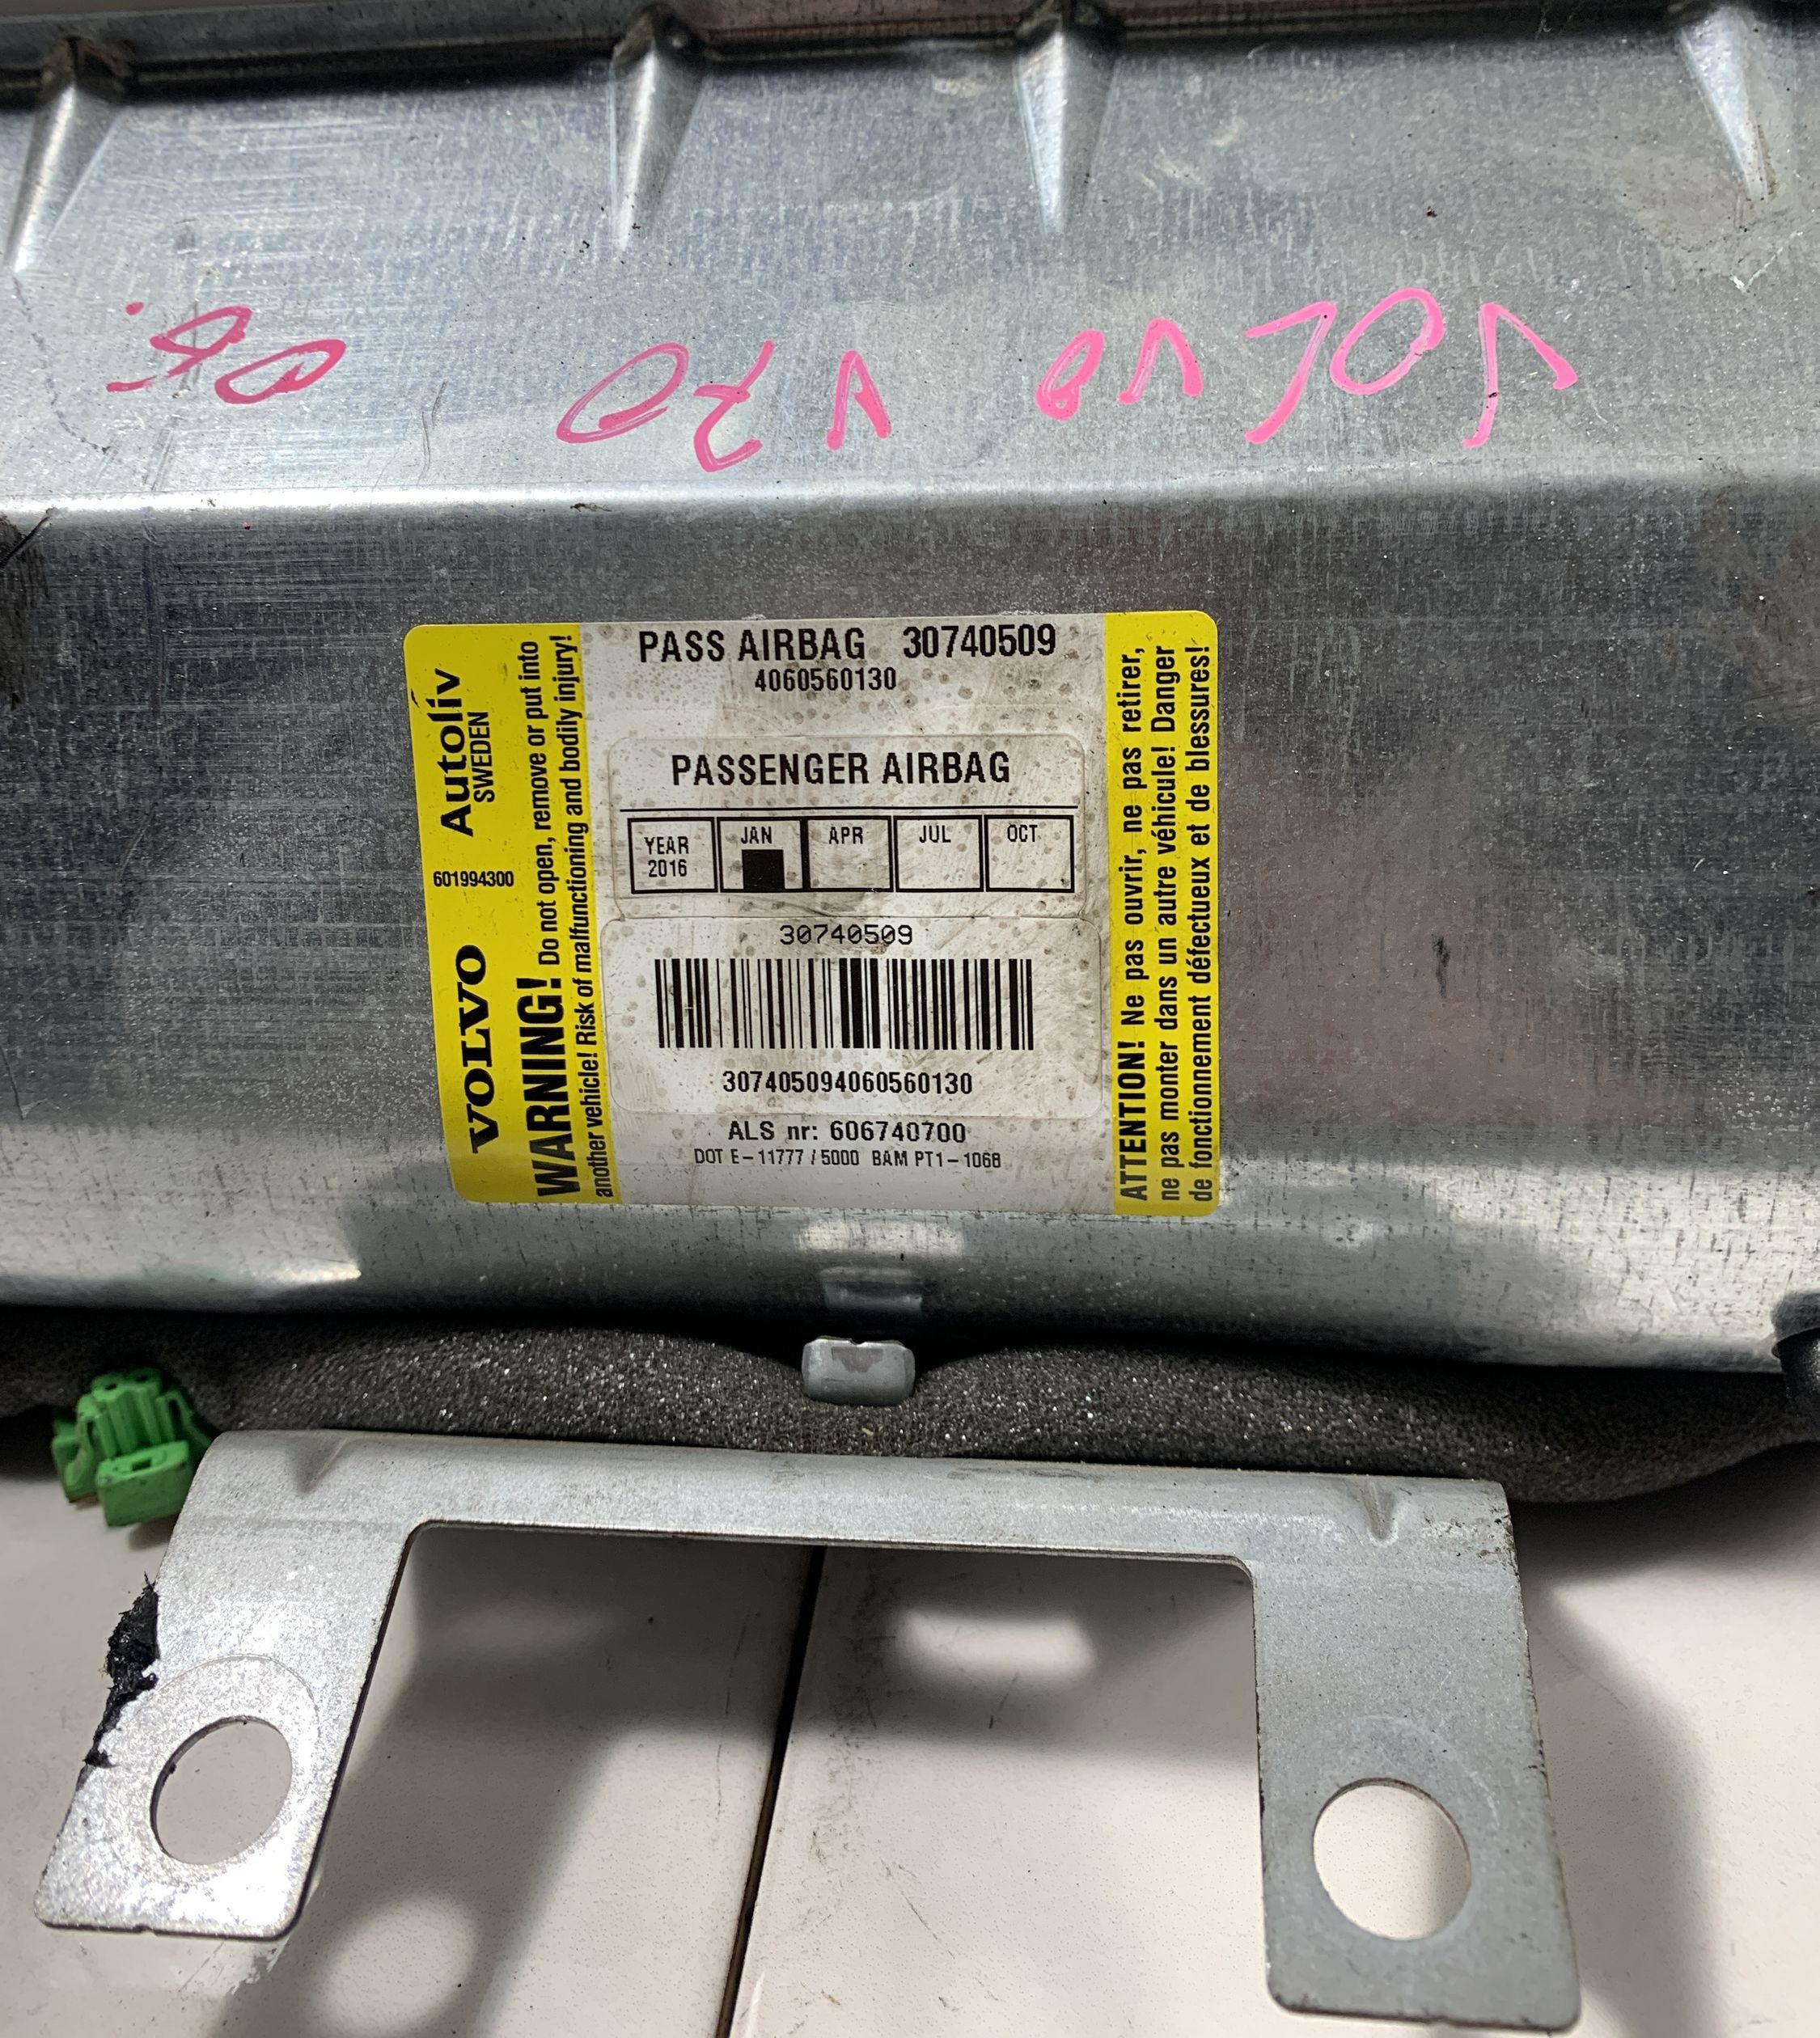 VOLVO V70 05.
VOLVO 601994300 Autoliv
SWEDEN
WARNING! Do not open, remove or put into
another vehicle! Risk of malfunctioning and bodily injury!
PASS AIRBAG 30740509
4060560130
PASSENGER AIRBAG
YEAR JAN APR JUL OCT
2016
30740509
307405094060560130
ALS nr: 606740700
DOT E-11777 / 5000 BAM PT1-1068
ATTENTION! Ne pas ouvrir, ne pas retirer,
ne pas monter dans un autre véhicule! Danger
de fonctionnement défectueux et de blessures!